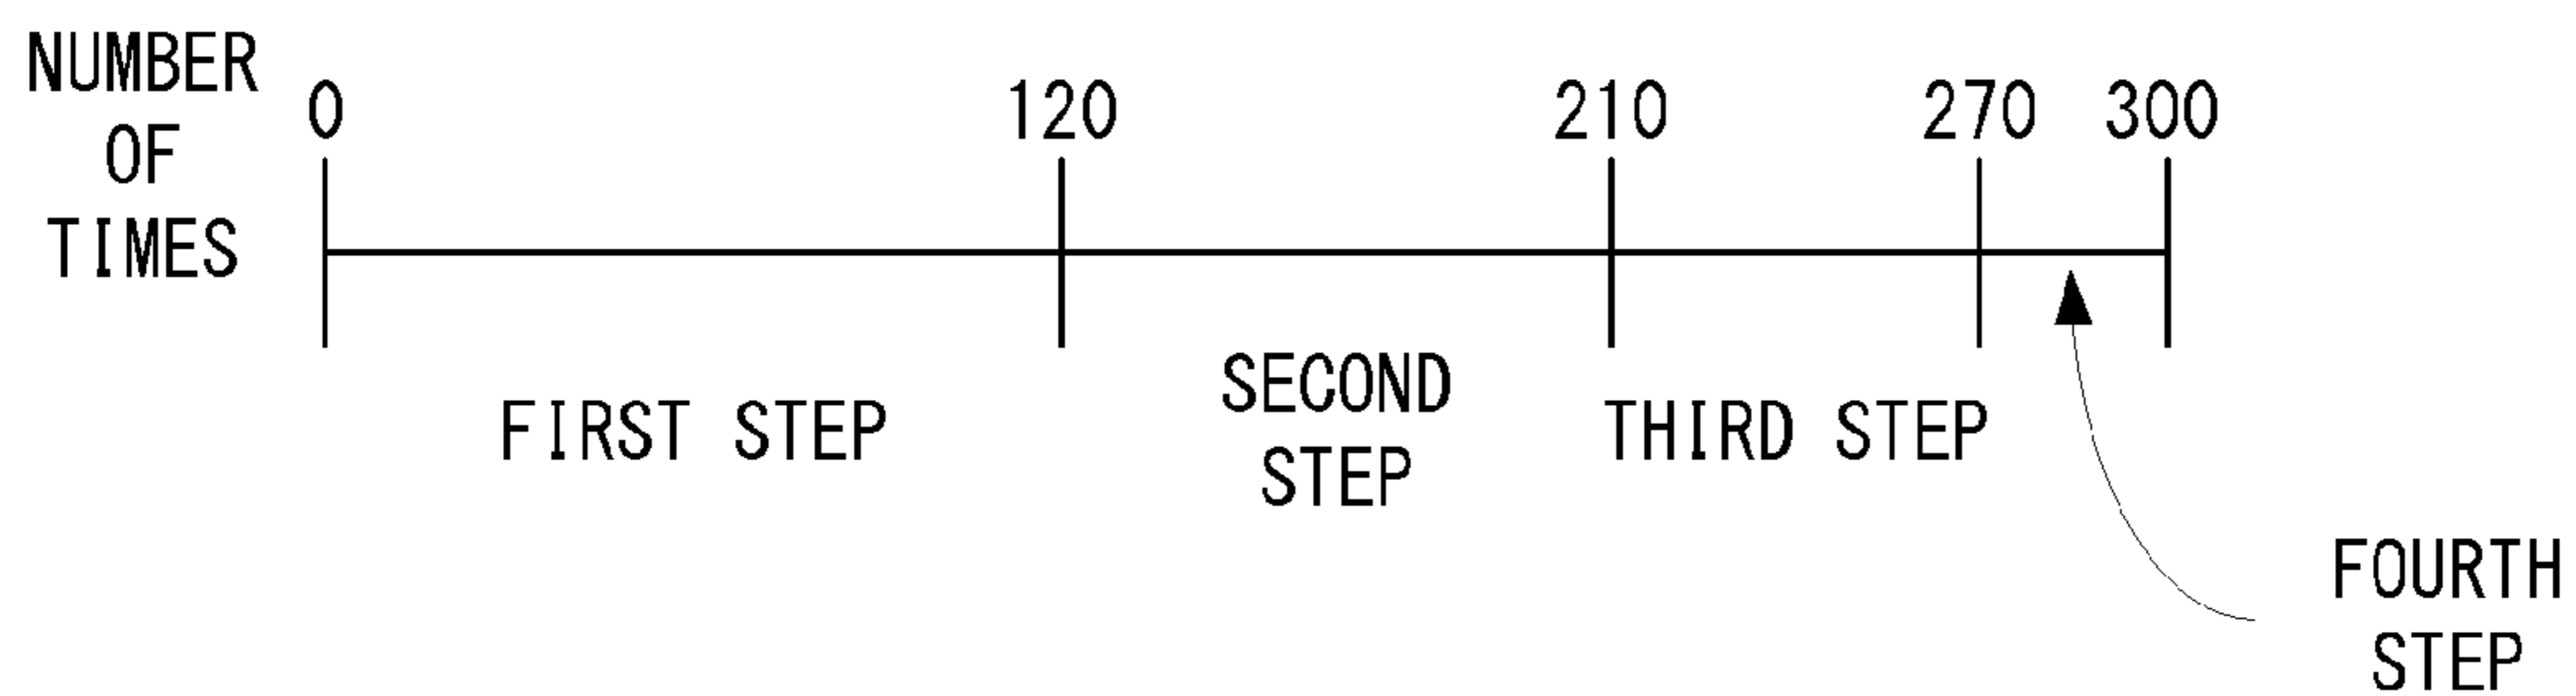 NUMBER
OF
TIMES
0
120
210
270
300
FIRST STEP
SECOND
STEP
THIRD STEP
FOURTH
STEP